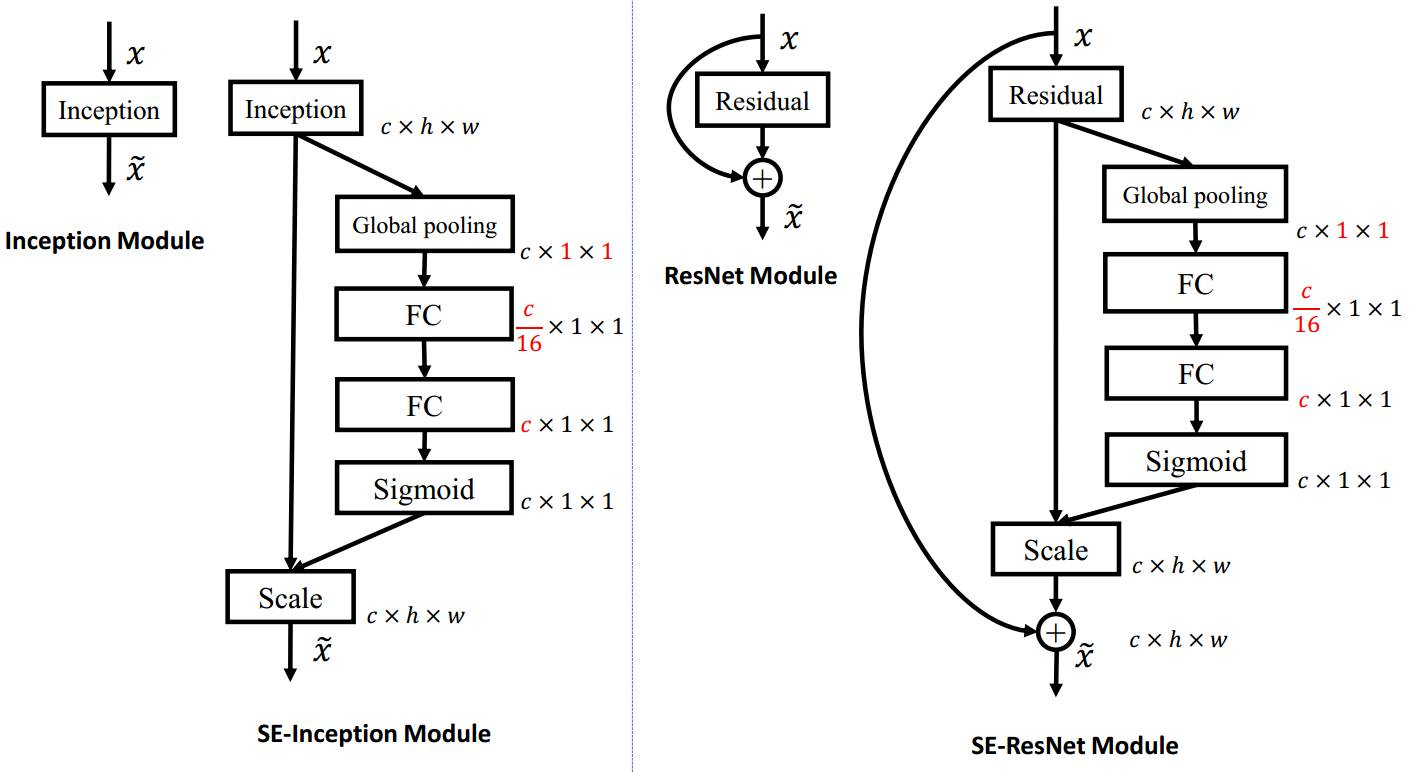 x
Inception
x̃
Inception Module
x
Inception
c × h × w
Global pooling
c × 1 × 1
FC
c/16 × 1 × 1
FC
c × 1 × 1
Sigmoid
c × 1 × 1
Scale
c × h × w
x̃
SE-Inception Module
x
Residual
+
x̃
ResNet Module
x
Residual
c × h × w
Global pooling
c × 1 × 1
FC
c/16 × 1 × 1
FC
c × 1 × 1
Sigmoid
c × 1 × 1
Scale
c × h × w
+
x̃
c × h × w
SE-ResNet Module